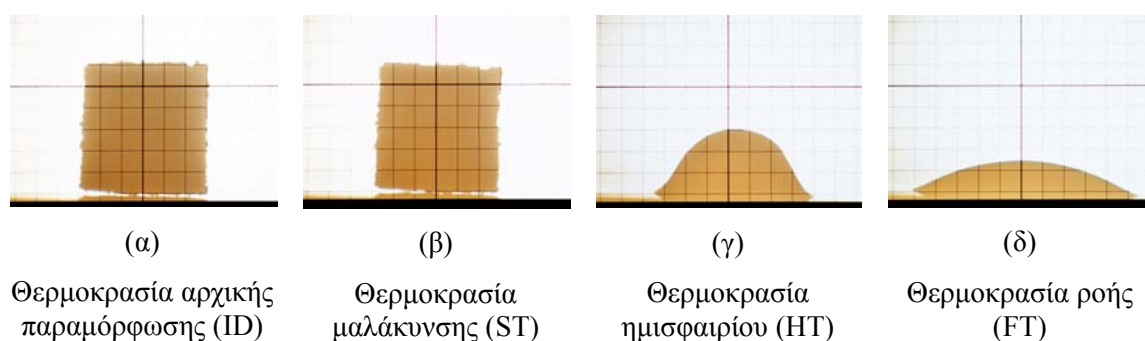 (α)
(β)
(γ)
(δ)
Θερμοκρασία αρχικής
παραμόρφωσης (ID)
Θερμοκρασία
μαλάκυνσης (ST)
Θερμοκρασία
ημισφαιρίου (HT)
Θερμοκρασία ροής
(FT)